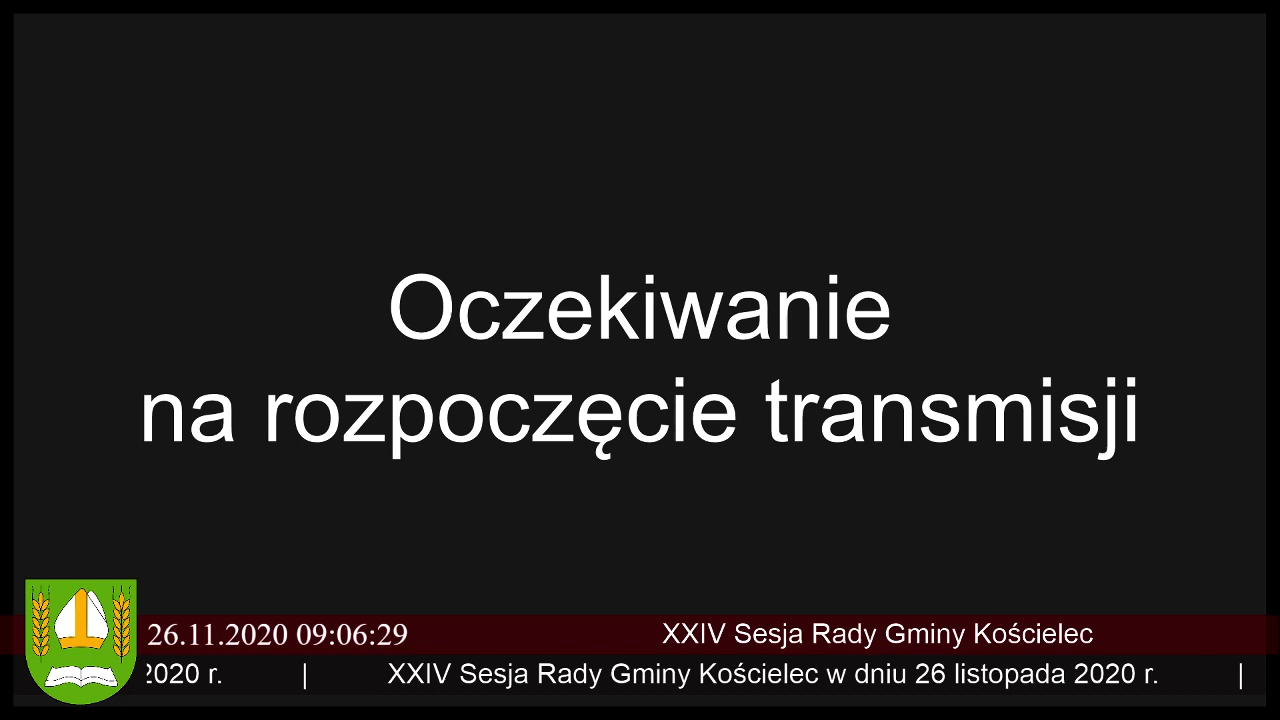 Oczekiwanie
na rozpoczęcie transmisji
26.11.2020 09:06:29
XXIV Sesja Rady Gminy Kościelec
2020 r. | XXIV Sesja Rady Gminy Kościelec w dniu 26 listopada 2020 r. |